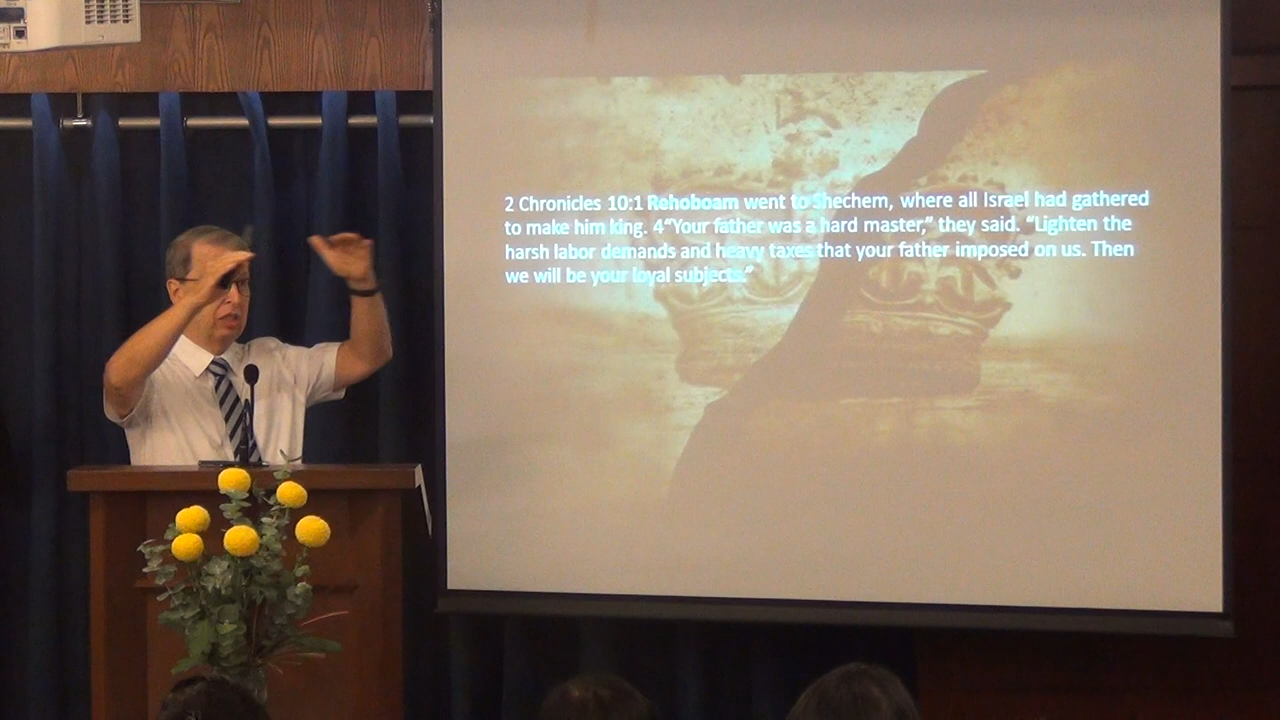 2 Chronicles 10:1 Rehoboam went to Shechem, where all Israel had gathered
to make him king. 4“Your father was a hard master,” they said. “Lighten the
harsh labor demands and heavy taxes that your father imposed on us. Then
we will be your loyal subjects.”